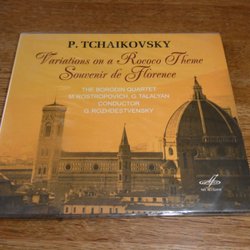 P. TCHAIKOVSKY
Variations on a Rococo Theme
Souvenir de Florence
THE BORODIN QUARTET
M.ROSTROPOVICH, G.TALALYAN
CONDUCTOR
G.ROZHDESTVENSKY